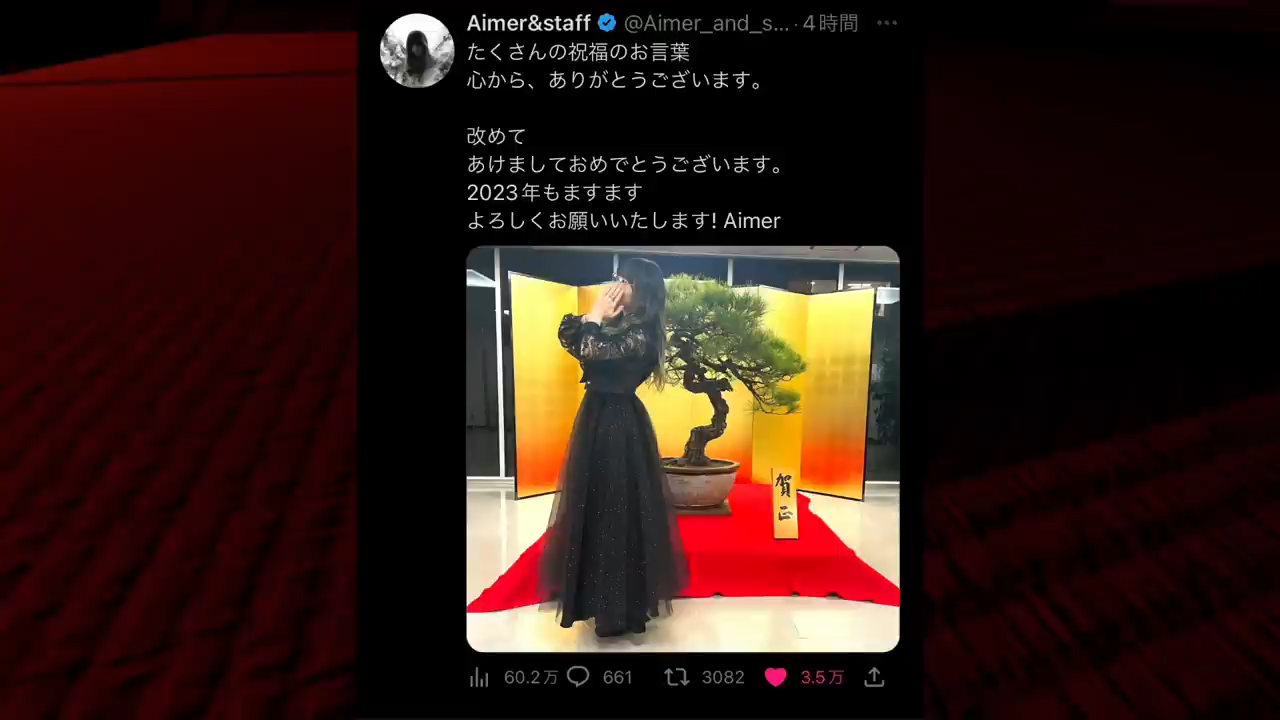 Aimer&staff @Aimer_and_s... · 4時間
たくさんの祝福のお言葉
心から、ありがとうございます。
改めて
あけましておめでとうございます。
2023年もますます
よろしくお願いいたします! Aimer
賀正
60.2万 661 3082 3.5万